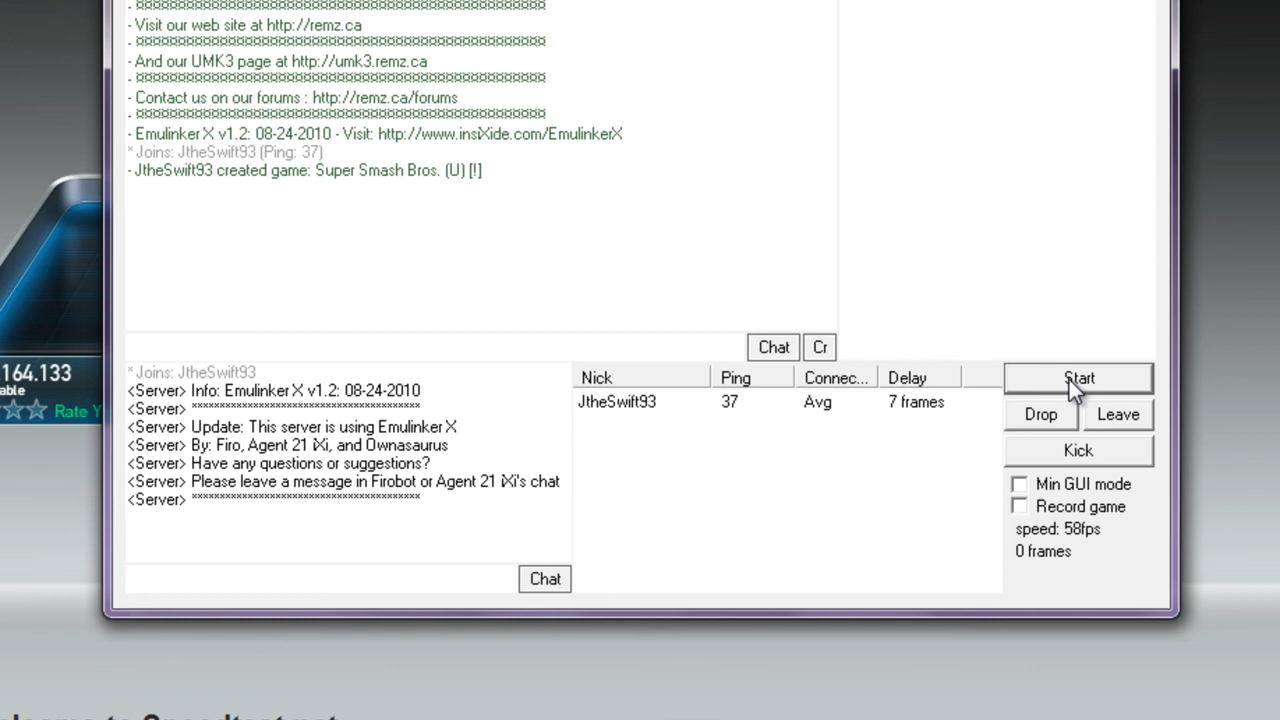 - ¤¤¤¤¤¤¤¤¤¤¤¤¤¤¤¤¤¤¤¤¤¤¤¤¤¤¤¤¤¤¤¤¤¤¤¤¤¤¤¤¤¤¤¤¤¤
- Visit our web site at http://remz.ca
- ¤¤¤¤¤¤¤¤¤¤¤¤¤¤¤¤¤¤¤¤¤¤¤¤¤¤¤¤¤¤¤¤¤¤¤¤¤¤¤¤¤¤¤¤¤¤
- And our UMK3 page at http://umk3.remz.ca
- ¤¤¤¤¤¤¤¤¤¤¤¤¤¤¤¤¤¤¤¤¤¤¤¤¤¤¤¤¤¤¤¤¤¤¤¤¤¤¤¤¤¤¤¤¤¤
- Contact us on our forums : http://remz.ca/forums
- ¤¤¤¤¤¤¤¤¤¤¤¤¤¤¤¤¤¤¤¤¤¤¤¤¤¤¤¤¤¤¤¤¤¤¤¤¤¤¤¤¤¤¤¤¤¤
- Emulinker X v1.2: 08-24-2010 - Visit: http://www.insiXide.com/EmulinkerX
* Joins: JtheSwift93 (Ping: 37)
- JtheSwift93 created game: Super Smash Bros. (U) [!]
Chat Cr
* Joins: JtheSwift93
<Server> Info: Emulinker X v1.2: 08-24-2010
<Server> ****************************************
<Server> Update: This server is using Emulinker X
<Server> By: Firo, Agent 21 iXi, and Ownasaurus
<Server> Have any questions or suggestions?
<Server> Please leave a message in Firobot or Agent 21 iXi's chat
<Server> ****************************************
Chat
Nick Ping Connec... Delay
JtheSwift93 37 Avg 7 frames
Start
Drop Leave
Kick
Min GUI mode
Record game
speed: 58fps
0 frames
.164.133
able
Rate Y